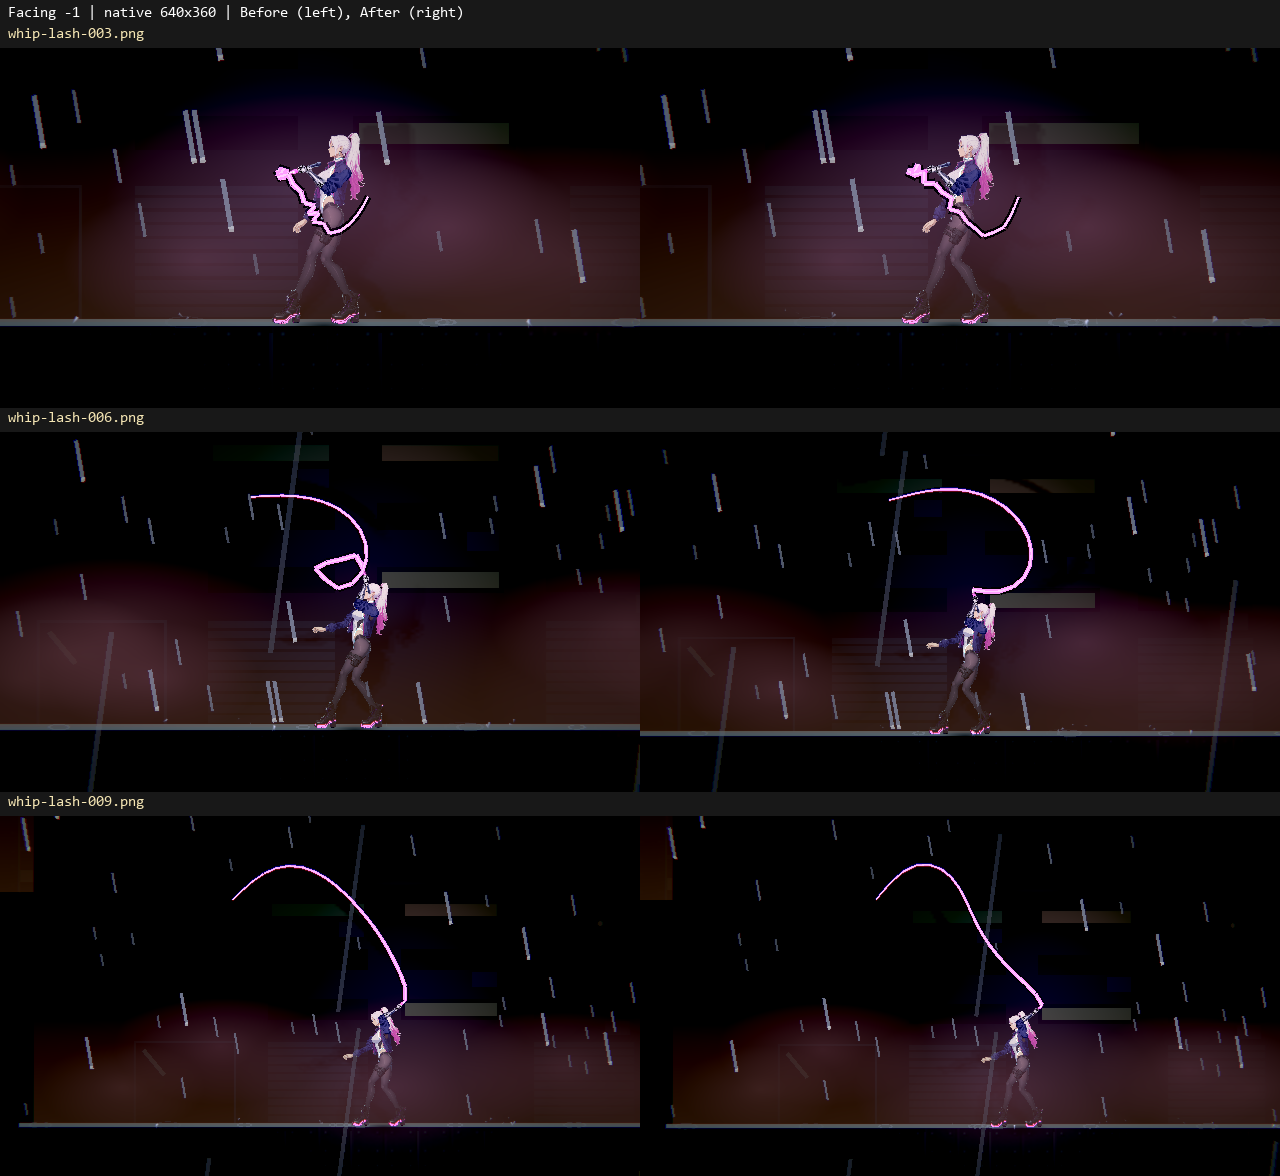 Facing -1 | native 640x360 | Before (left), After (right)
whip-lash-003.png
whip-lash-006.png
whip-lash-009.png